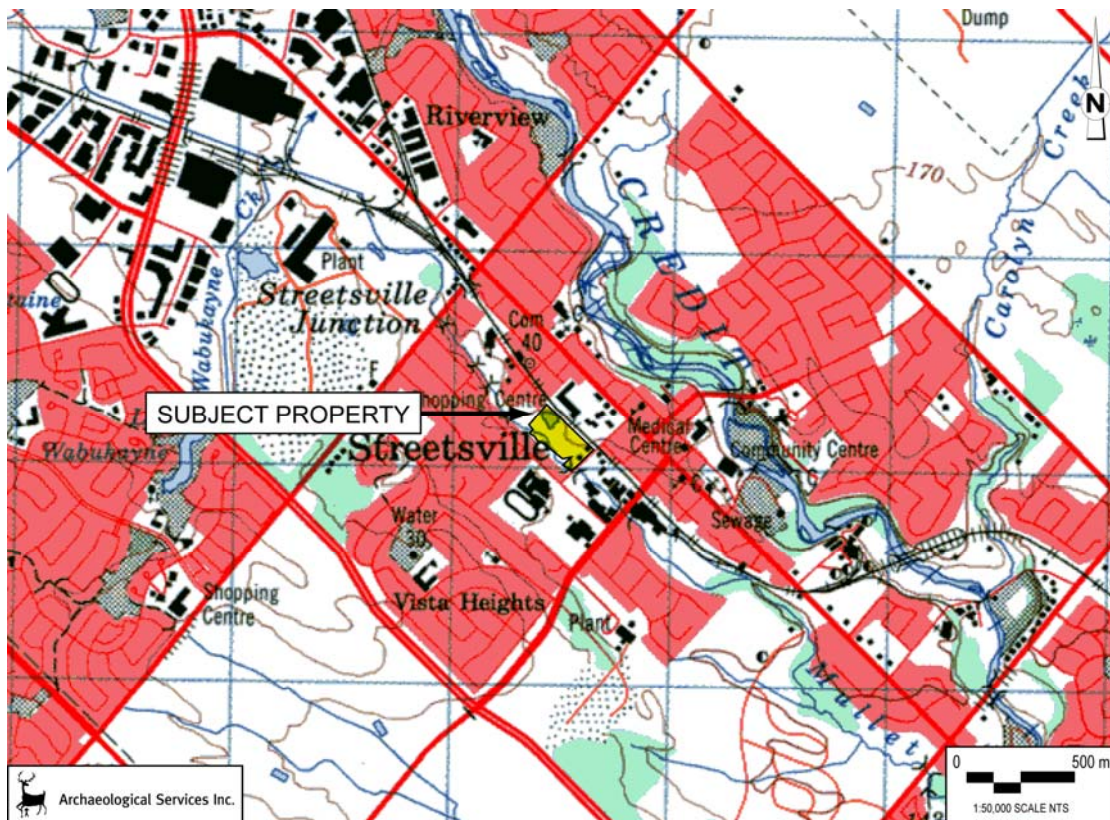 Dump
N
Riverview
Creek
170
CREDIT
Carolyn
Cr
Plant
Streetsville
Junction
Wabukayne
Com
40
F
Shopping Centre
SUBJECT PROPERTY
Streetsville
Medical
Centre
Community Centre
Wabukayne
Water
30
Sewage
Shopping
Centre
Vista Heights
Plant
Mullet
0 500 m
1:50,000 SCALE NTS
Archaeological Services Inc.